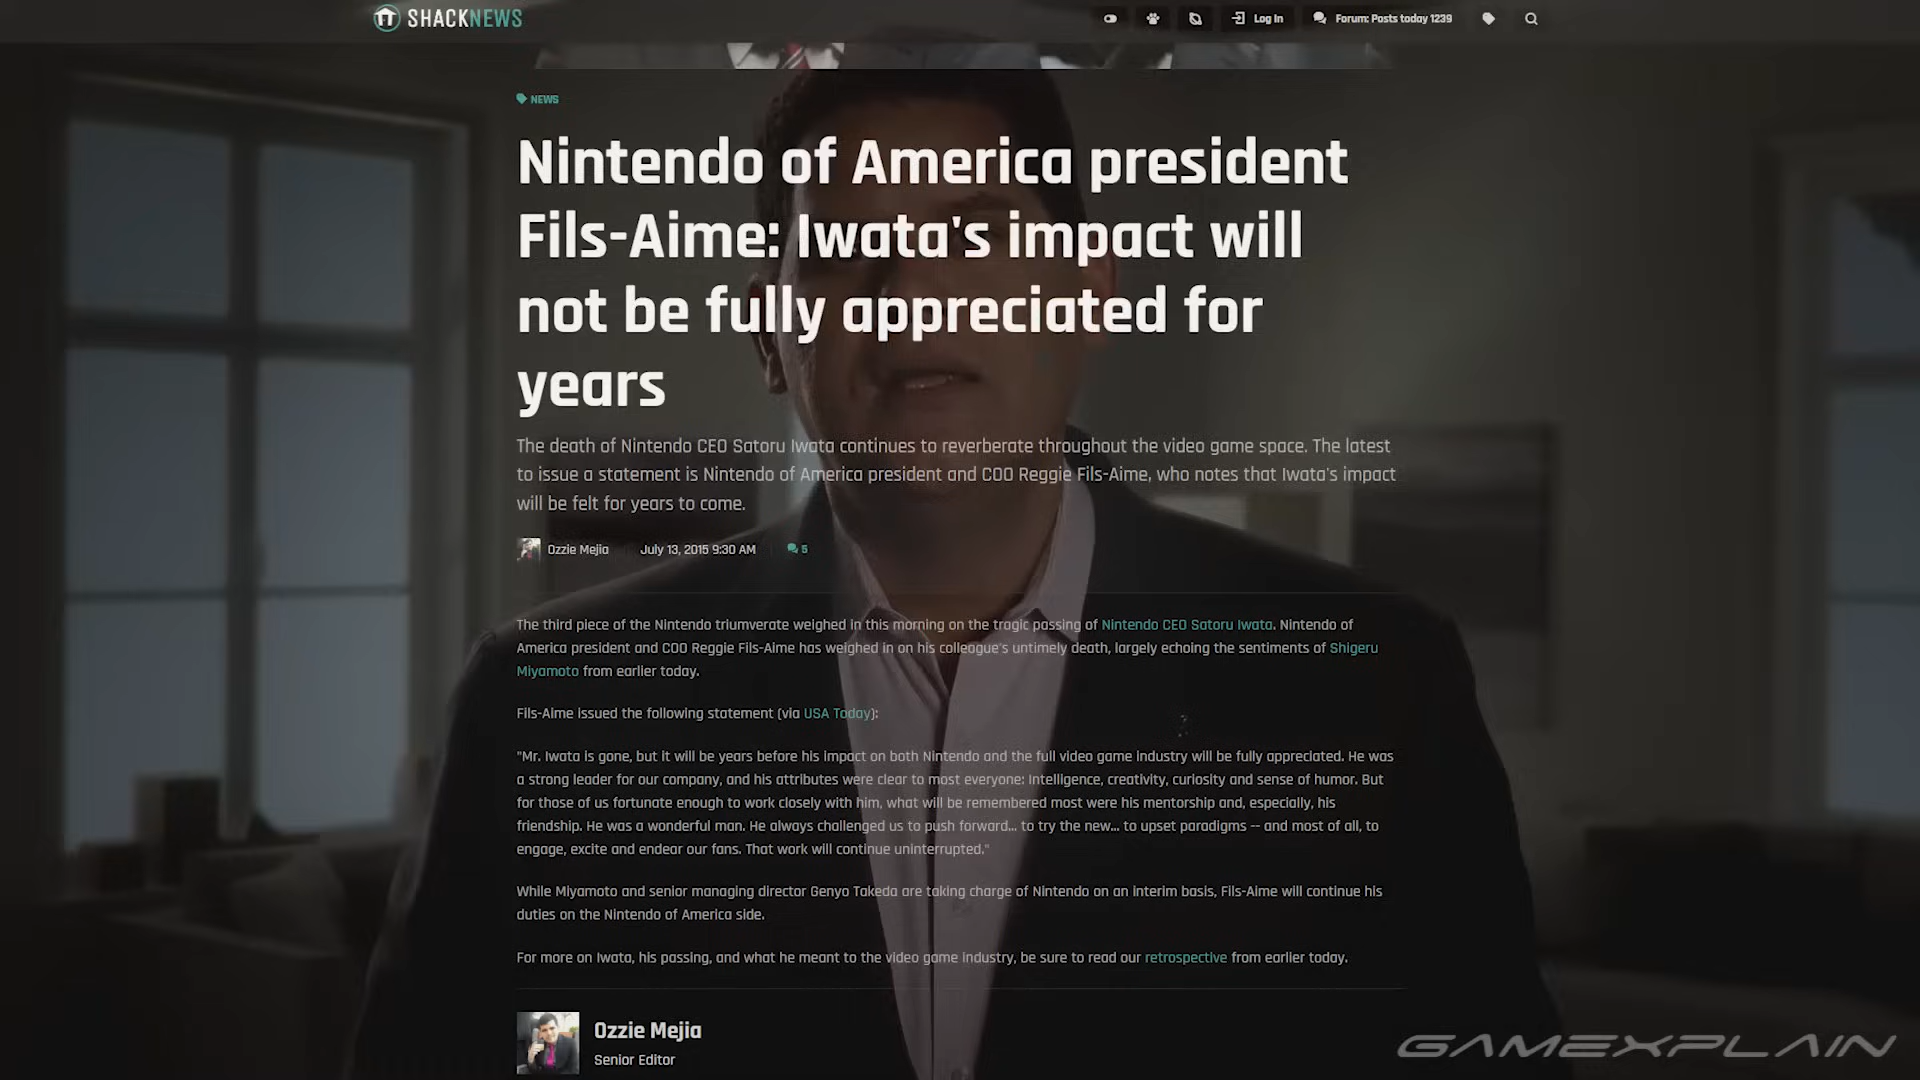 SHACKNEWS
Log In
Forum: Posts today 1239
NEWS
Nintendo of America president
Fils-Aime: Iwata's impact will
not be fully appreciated for
years
The death of Nintendo CEO Satoru Iwata continues to reverberate throughout the video game space. The latest
to issue a statement is Nintendo of America president and COO Reggie Fils-Aime, who notes that Iwata's impact
will be felt for years to come.
Ozzie Mejia
July 13, 2015 9:30 AM
5
The third piece of the Nintendo triumverate weighed in this morning on the tragic passing of Nintendo CEO Satoru Iwata. Nintendo of
America president and COO Reggie Fils-Aime has weighed in on his colleague's untimely death, largely echoing the sentiments of Shigeru
Miyamoto from earlier today.
Fils-Aime issued the following statement (via USA Today):
"Mr. Iwata is gone, but it will be years before his impact on both Nintendo and the full video game industry will be fully appreciated. He was
a strong leader for our company, and his attributes were clear to most everyone: Intelligence, creativity, curiosity and sense of humor. But
for those of us fortunate enough to work closely with him, what will be remembered most were his mentorship and, especially, his
friendship. He was a wonderful man. He always challenged us to push forward... to try the new... to upset paradigms -- and most of all, to
engage, excite and endear our fans. That work will continue uninterrupted."
While Miyamoto and senior managing director Genyo Takeda are taking charge of Nintendo on an interim basis, Fils-Aime will continue his
duties on the Nintendo of America side.
For more on Iwata, his passing, and what he meant to the video game industry, be sure to read our retrospective from earlier today.
Ozzie Mejia
Senior Editor
GAMEXPLAIN